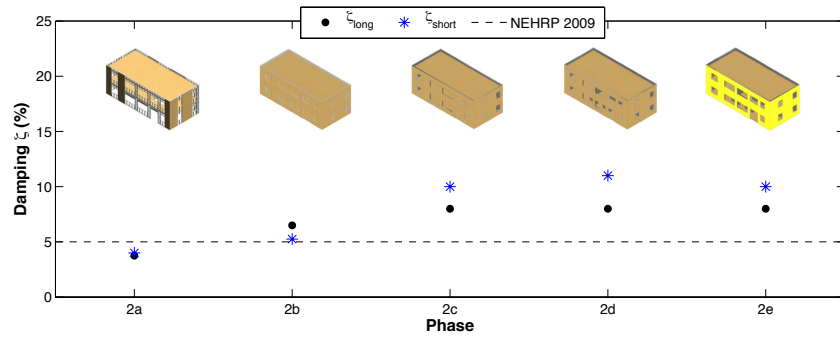 ζlong ζshort NEHRP 2009
25
20
15
10
5
0
Damping ζ (%)
2a 2b 2c 2d 2e
Phase